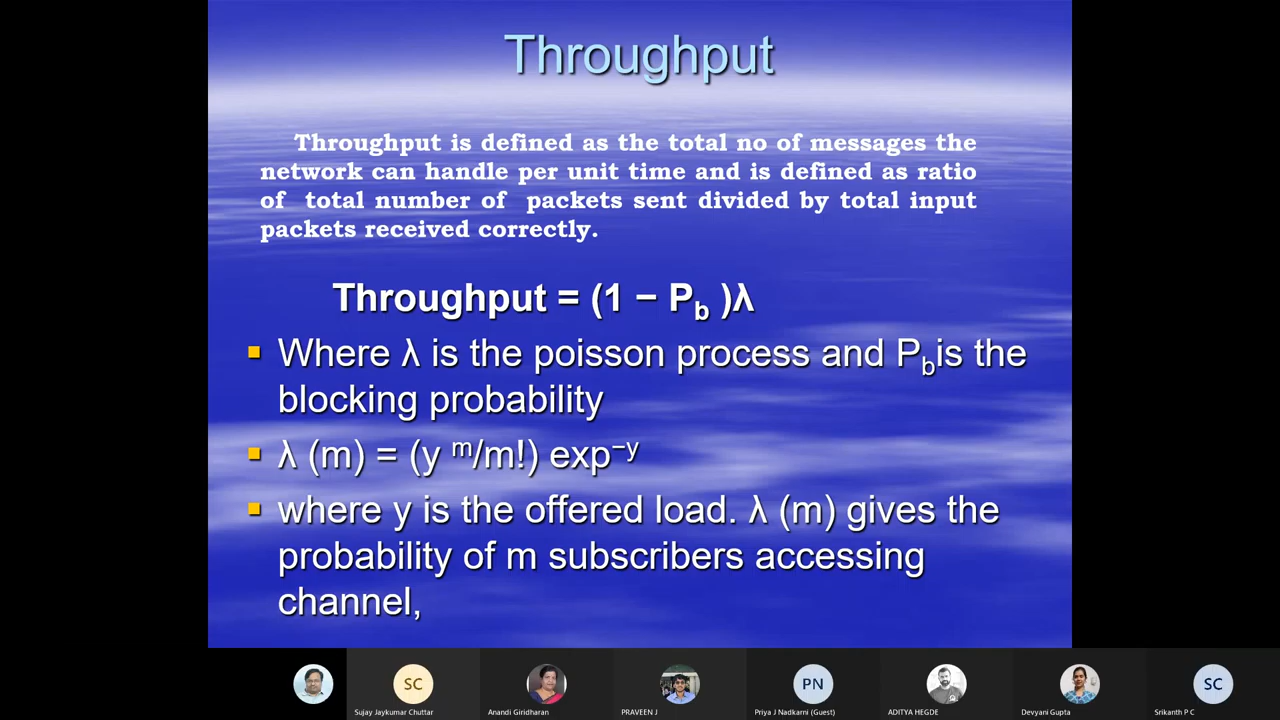 Throughput
Throughput is defined as the total no of messages the
network can handle per unit time and is defined as ratio
of total number of packets sent divided by total input
packets received correctly.
Throughput = (1 − P_b )λ
▪ Where λ is the poisson process and P_b is the
blocking probability
▪ λ (m) = (y ^m/m!) exp^−y
▪ where y is the offered load. λ (m) gives the
probability of m subscribers accessing
channel,
SC PN SC
Sujay Jaykumar Chuttar Anandi Giridharan PRAVEEN J Priya J Nadkarni (Guest) ADITYA HEGDE Devyani Gupta Srikanth P C